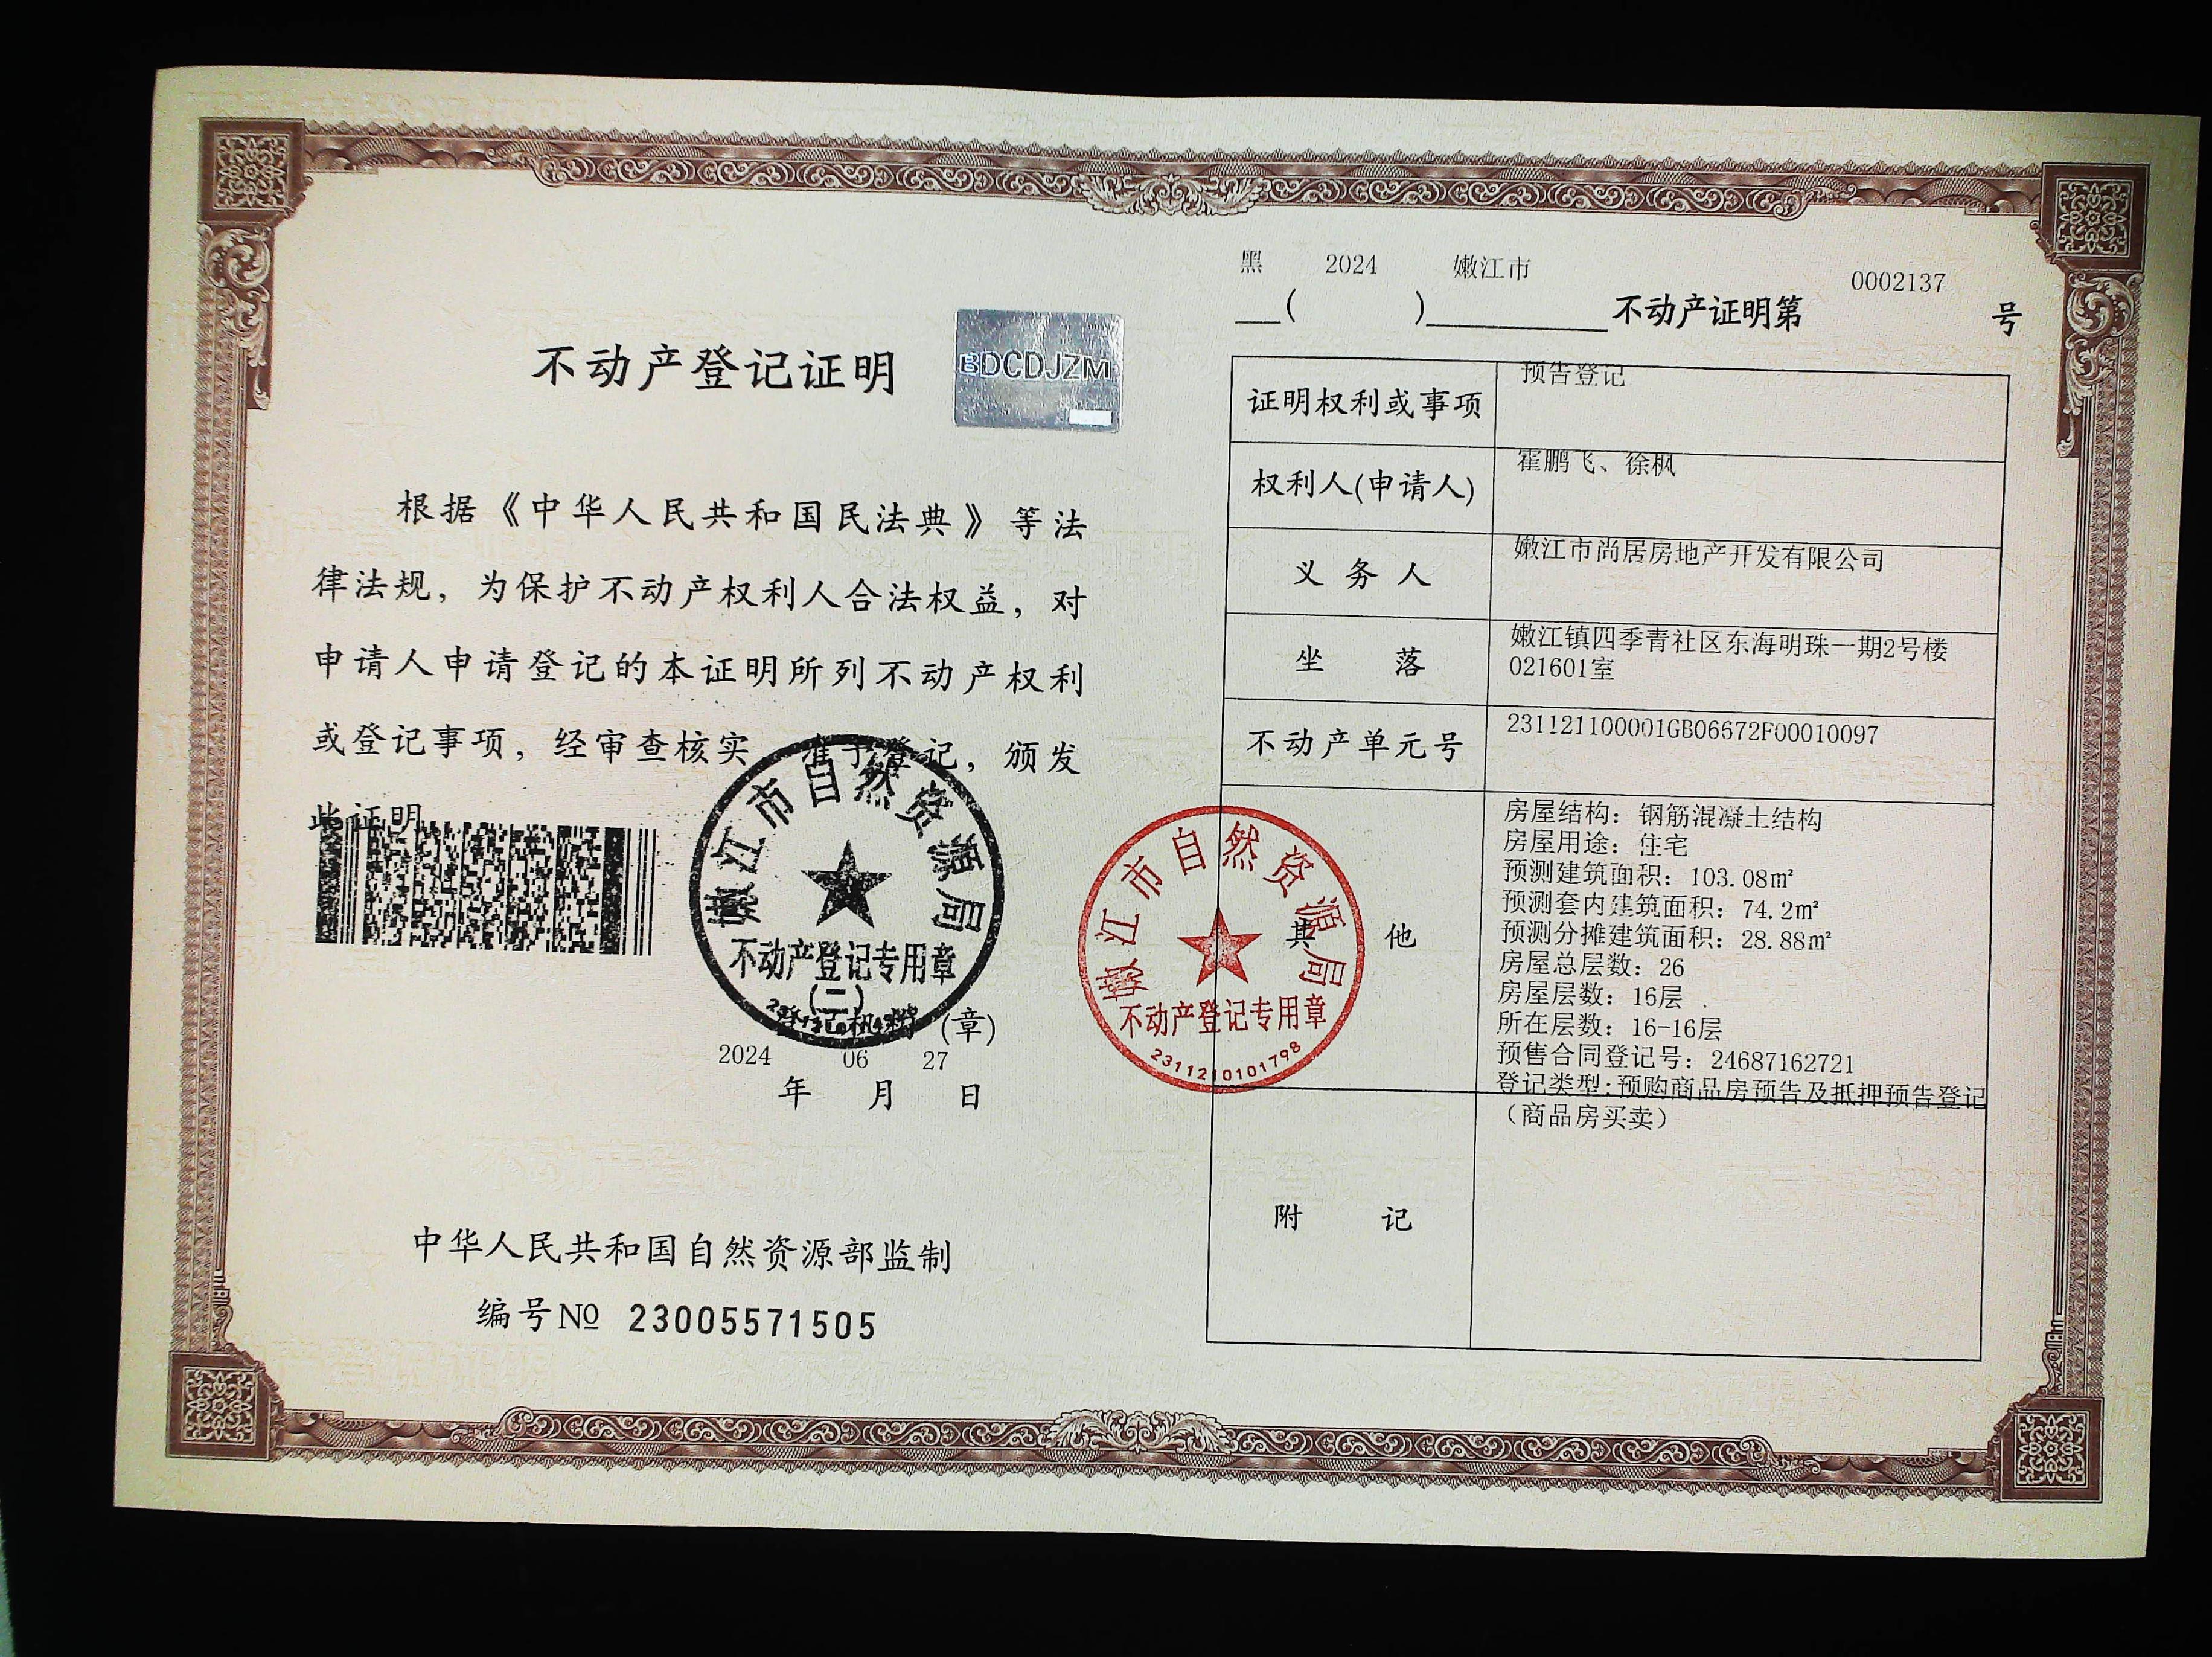 不动产登记证明
BDCDJZM
根据《中华人民共和国民法典》等法
律法规，为保护不动产权利人合法权益，对
申请人申请登记的本证明所列不动产权利
或登记事项，经审查核实，准予登记，颁发
此证明。
嫩江市自然资源局
不动产登记专用章
(二)
登记机构（章）
2024 06 27
年 月 日
中华人民共和国自然资源部监制
编号№ 23005571505
黑 2024 嫩江市 0002137
（ ） 不动产证明第 号
证明权利或事项 预告登记
权利人(申请人) 霍鹏飞、徐枫
义务人 嫩江市尚居房地产开发有限公司
坐落 嫩江镇四季青社区东海明珠一期2号楼
021601室
不动产单元号 231121100001GB06672F00010097
其他
房屋结构：钢筋混凝土结构
房屋用途：住宅
预测建筑面积：103.08㎡
预测套内建筑面积：74.2㎡
预测分摊建筑面积：28.88㎡
房屋总层数：26
房屋层数：16层
所在层数：16-16层
预售合同登记号：24687162721
登记类型:预购商品房预告及抵押预告登记
（商品房买卖）
附记
嫩江市自然资源局
不动产登记专用章
2311210101798